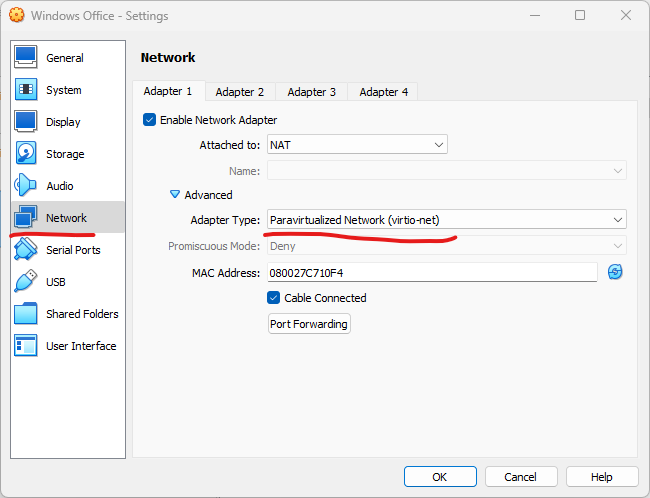 Windows Office - Settings
General
System
Display
Storage
Audio
Network
Serial Ports
USB
Shared Folders
User Interface
Network
Adapter 1 Adapter 2 Adapter 3 Adapter 4
Enable Network Adapter
Attached to: NAT
Name:
Advanced
Adapter Type: Paravirtualized Network (virtio-net)
Promiscuous Mode: Deny
MAC Address: 080027C710F4
Cable Connected
Port Forwarding
OK Cancel Help